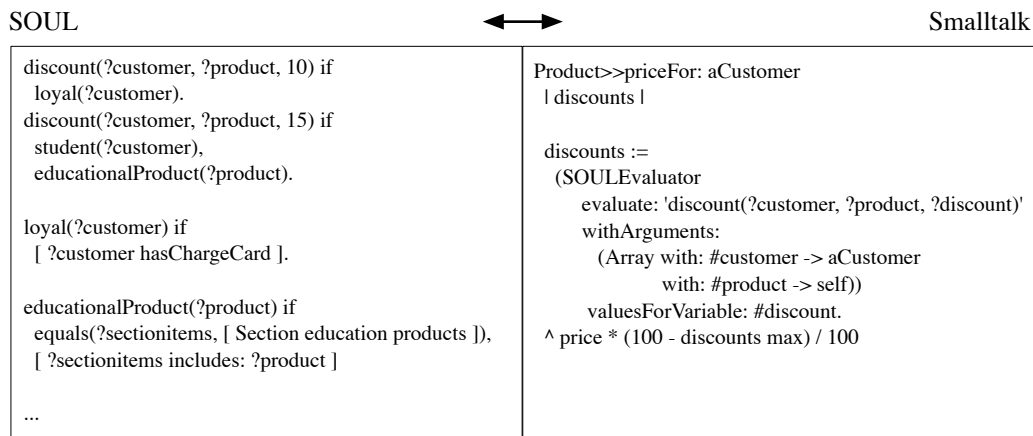 SOUL
Smalltalk
discount(?customer, ?product, 10) if
loyal(?customer).
discount(?customer, ?product, 15) if
student(?customer),
educationalProduct(?product).
loyal(?customer) if
[ ?customer hasChargeCard ].
educationalProduct(?product) if
equals(?sectionitems, [ Section education products ]),
[ ?sectionitems includes: ?product ]
...
Product>>priceFor: aCustomer
| discounts |
discounts :=
(SOULEvaluator
evaluate: 'discount(?customer, ?product, ?discount)'
withArguments:
(Array with: #customer -> aCustomer
with: #product -> self))
valuesForVariable: #discount.
^ price * (100 - discounts max) / 100